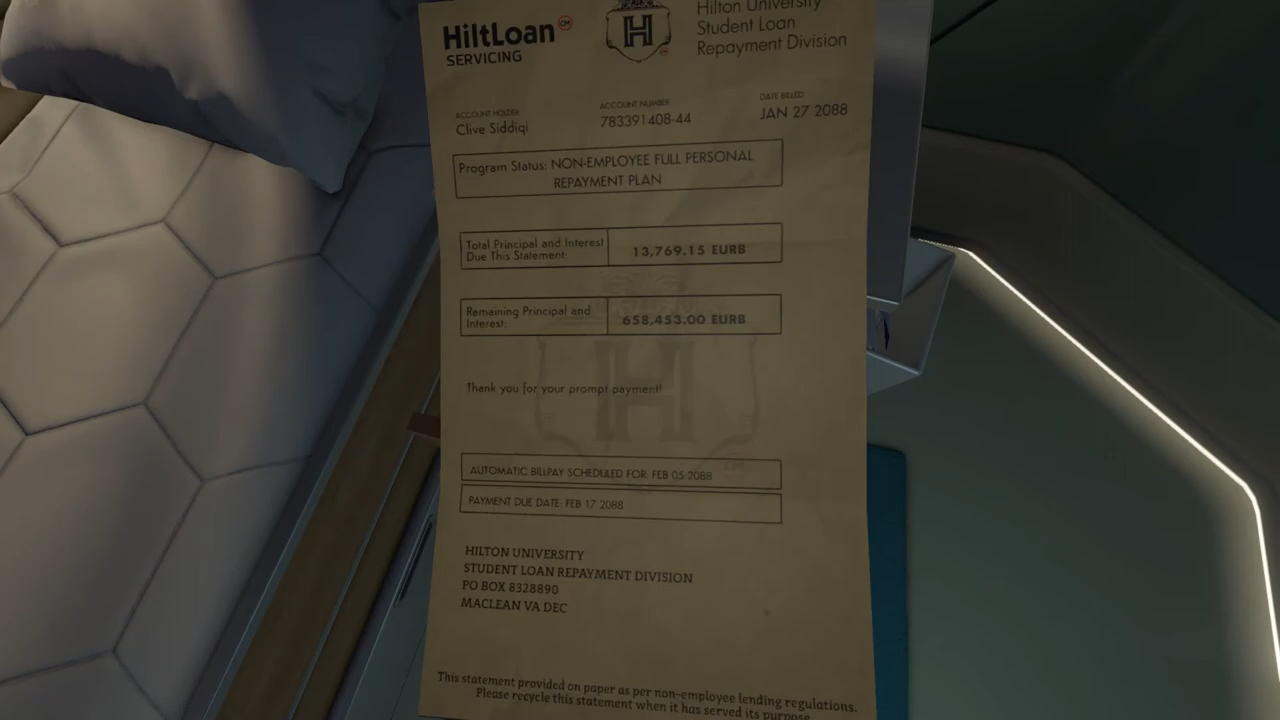 HiltLoan CM
SERVICING
Hilton University
Student Loan
Repayment Division
ACCOUNT HOLDER
Clive Siddiqi
ACCOUNT NUMBER
783391408-44
DATE BILLED
JAN 27 2088
Program Status: NON-EMPLOYEE FULL PERSONAL
REPAYMENT PLAN
Total Principal and Interest
Due This Statement:
13,769.15 EURB
Remaining Principal and
Interest:
658,453.00 EURB
Thank you for your prompt payment!
AUTOMATIC BILLPAY SCHEDULED FOR: FEB 05 2088
PAYMENT DUE DATE: FEB 17 2088
HILTON UNIVERSITY
STUDENT LOAN REPAYMENT DIVISION
PO BOX 8328890
MACLEAN VA DEC
This statement provided on paper as per non-employee lending regulations.
Please recycle this statement when it has served its purpose.